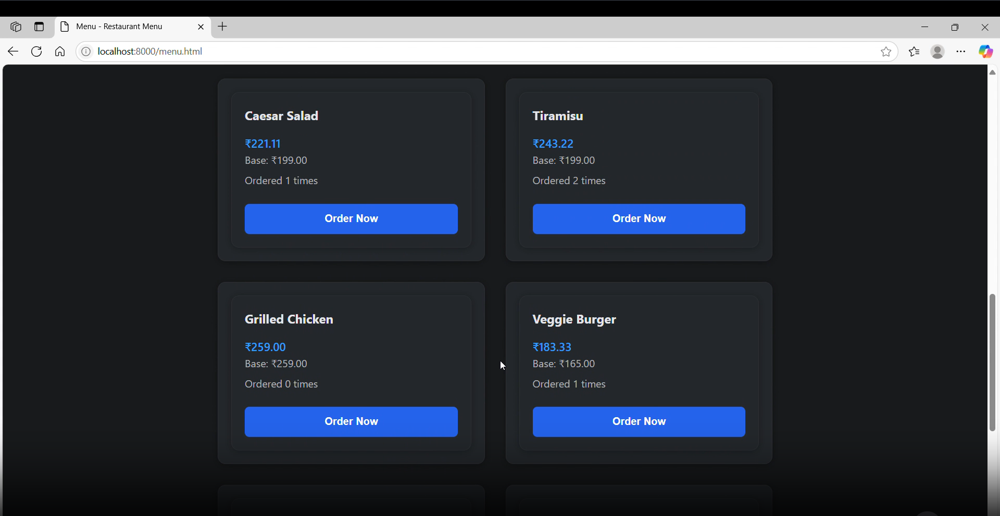 Menu - Restaurant Menu
localhost:8000/menu.html
Caesar Salad
₹221.11
Base: ₹199.00
Ordered 1 times
Order Now
Tiramisu
₹243.22
Base: ₹199.00
Ordered 2 times
Order Now
Grilled Chicken
₹259.00
Base: ₹259.00
Ordered 0 times
Order Now
Veggie Burger
₹183.33
Base: ₹165.00
Ordered 1 times
Order Now